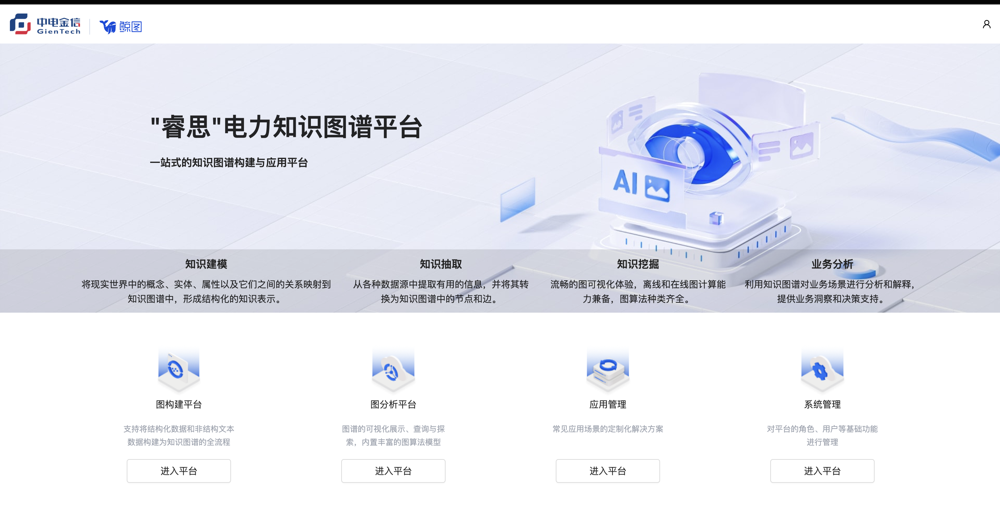 中电金信
GienTech
鲸图
"睿思"电力知识图谱平台
一站式的知识图谱构建与应用平台
AI
知识建模
将现实世界中的概念、实体、属性以及它们之间的关系映射到
知识图谱中，形成结构化的知识表示。
知识抽取
从各种数据源中提取有用的信息，并将其转
换为知识图谱中的节点和边。
知识挖掘
流畅的图可视化体验，离线和在线图计算能
力兼备，图算法种类齐全。
业务分析
利用知识图谱对业务场景进行分析和解释，
提供业务洞察和决策支持。
图构建平台
支持将结构化数据和非结构文本
数据构建为知识图谱的全流程
进入平台
图分析平台
图谱的可视化展示、查询与探
索，内置丰富的图算法模型
进入平台
应用管理
常见应用场景的定制化解决方案
进入平台
系统管理
对平台的角色、用户等基础功能
进行管理
进入平台